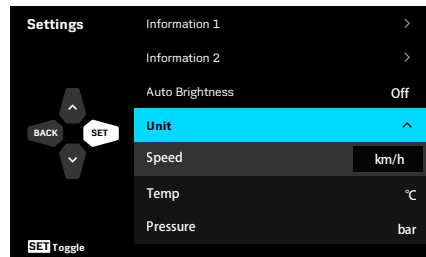 Settings
Information 1
Information 2
Auto Brightness Off
BACK SET
Unit
Speed km/h
Temp ℃
Pressure bar
SET Toggle